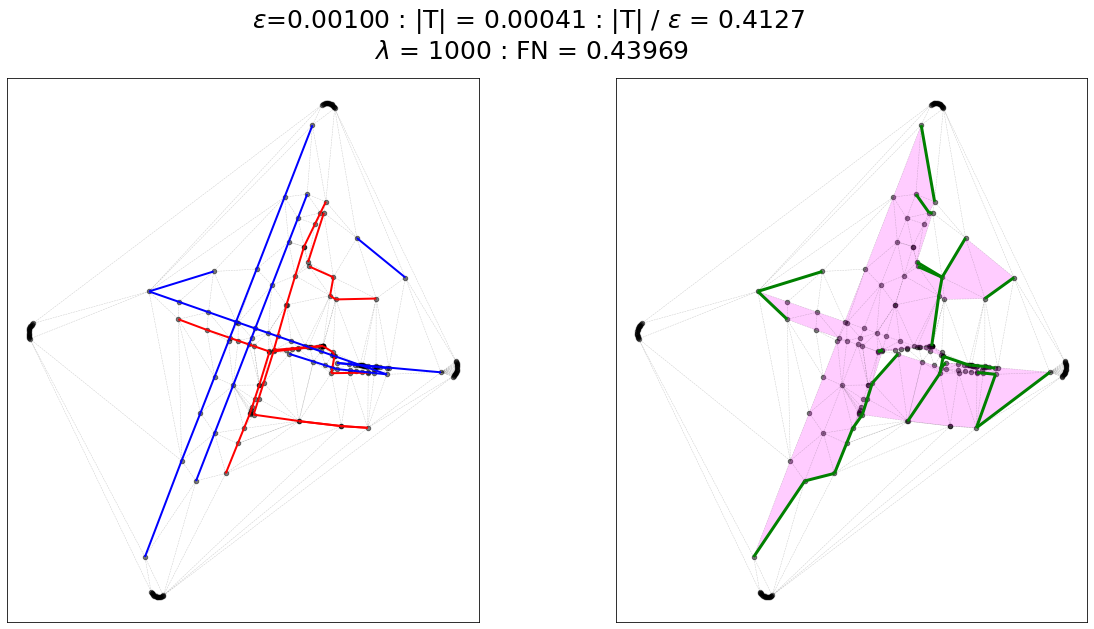 ε=0.00100 : |T| = 0.00041 : |T| / ε = 0.4127
λ = 1000 : FN = 0.43969